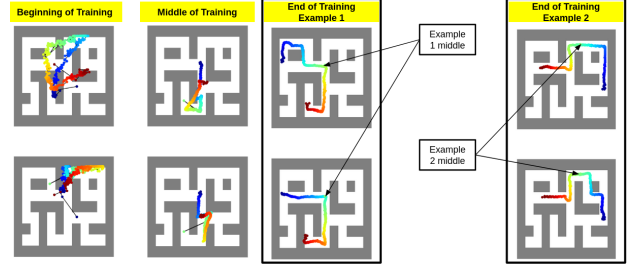 Beginning of Training
Middle of Training
End of Training
Example 1
End of Training
Example 2
Example
1 middle
Example
2 middle